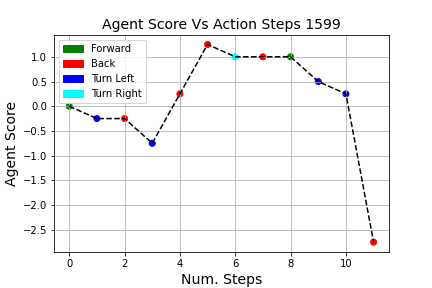 Agent Score Vs Action Steps 1599
Forward
Back
Turn Left
Turn Right
Agent Score
1.0
0.5
0.0
−0.5
−1.0
−1.5
−2.0
−2.5
0 2 4 6 8 10
Num. Steps